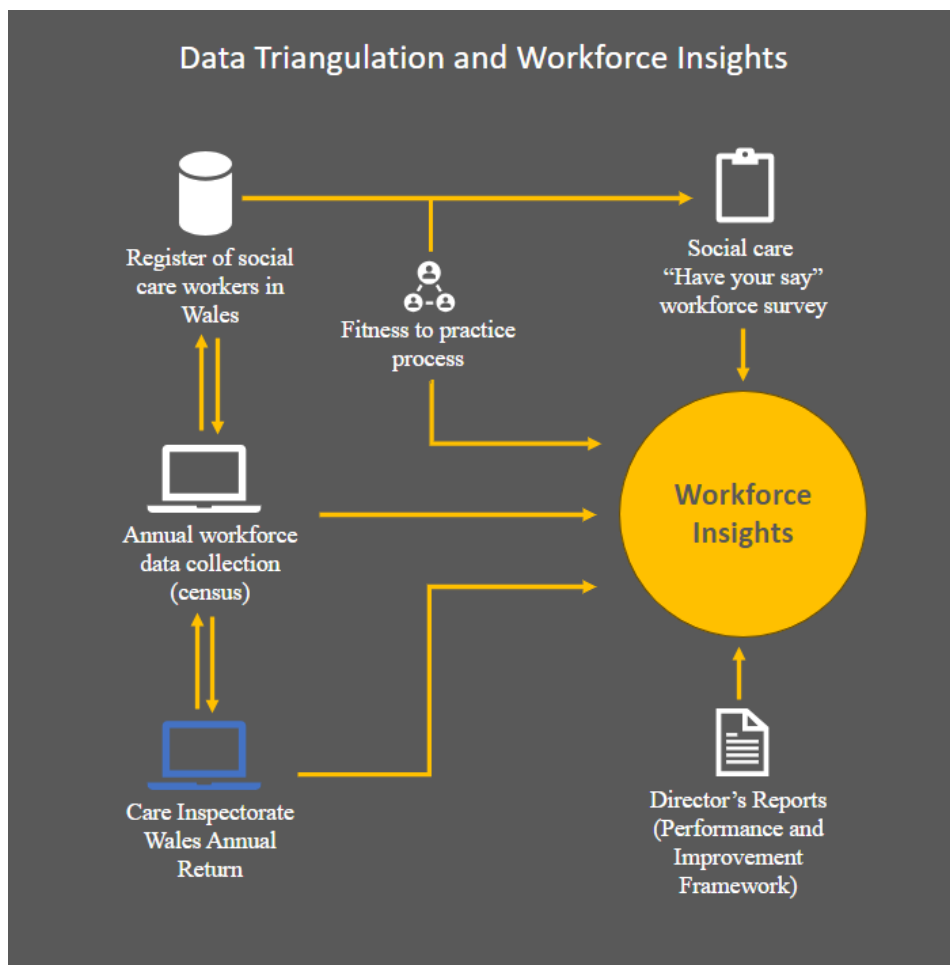 Data Triangulation and Workforce Insights
Register of social
care workers in
Wales
Social care
“Have your say”
workforce survey
Fitness to practice
process
Annual workforce
data collection
(census)
Workforce
Insights
Care Inspectorate
Wales Annual
Return
Director’s Reports
(Performance and
Improvement
Framework)